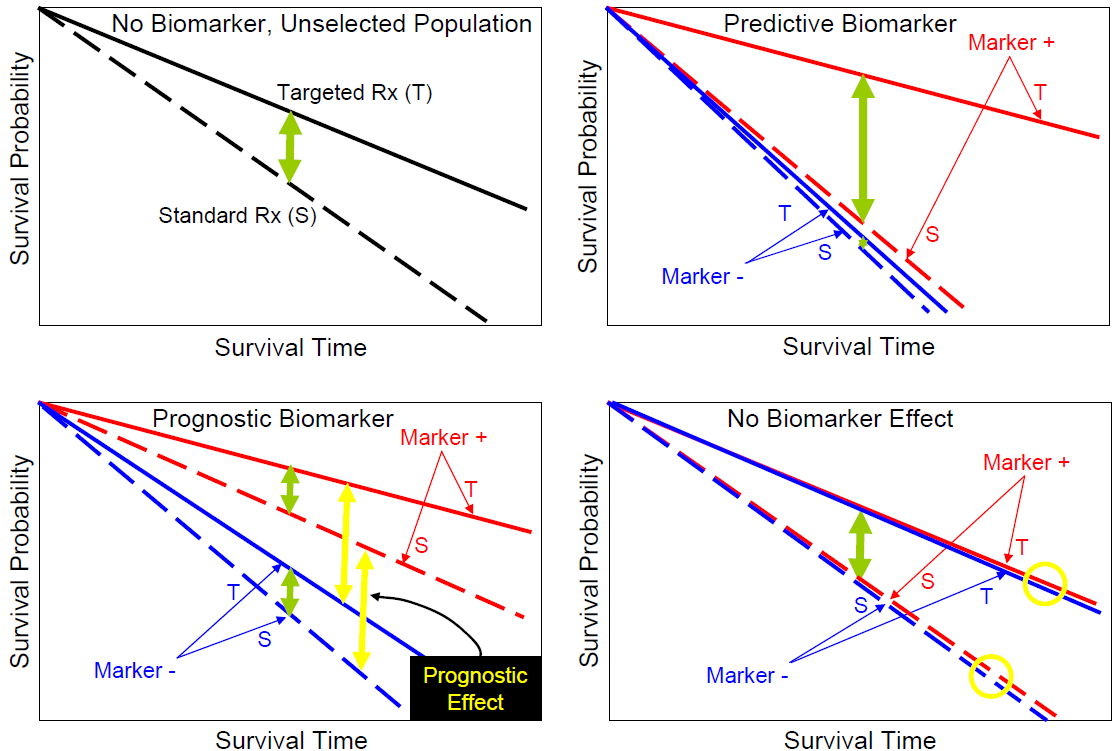 No Biomarker, Unselected Population
Targeted Rx (T)
Standard Rx (S)
Survival Probability
Survival Time
Predictive Biomarker
Marker +
T
S
T
S
Marker -
Survival Probability
Survival Time
Prognostic Biomarker
Marker +
T
S
T
S
Marker -
Prognostic
Effect
Survival Probability
Survival Time
No Biomarker Effect
Marker +
T
S
T
S
Marker -
Survival Probability
Survival Time